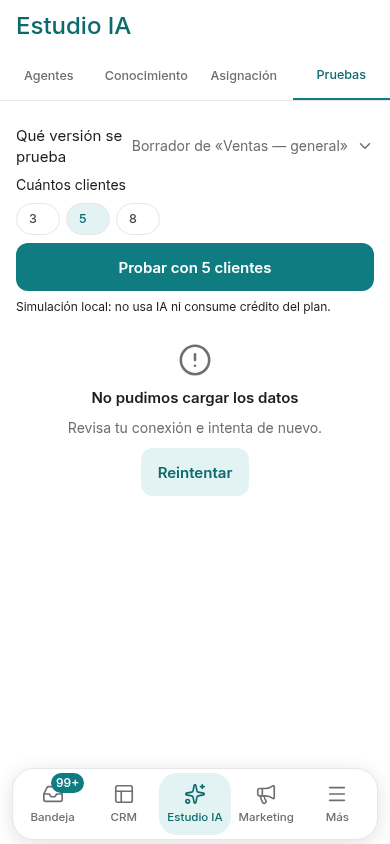 Estudio IA
Agentes
Conocimiento
Asignación
Pruebas
Qué versión se
prueba
Borrador de «Ventas — general»
Cuántos clientes
3
5
8
Probar con 5 clientes
Simulación local: no usa IA ni consume crédito del plan.
No pudimos cargar los datos
Revisa tu conexión e intenta de nuevo.
Reintentar
99+
Bandeja
CRM
Estudio IA
Marketing
Más